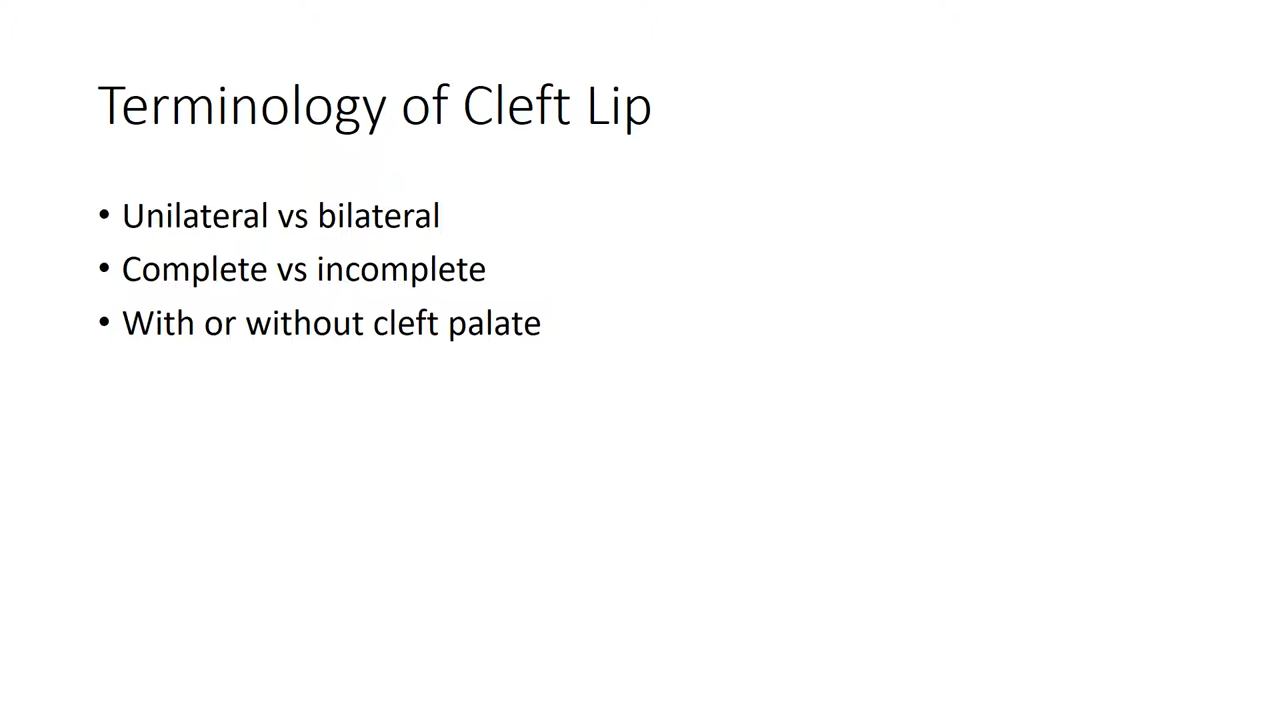 Terminology of Cleft Lip
• Unilateral vs bilateral
• Complete vs incomplete
• With or without cleft palate